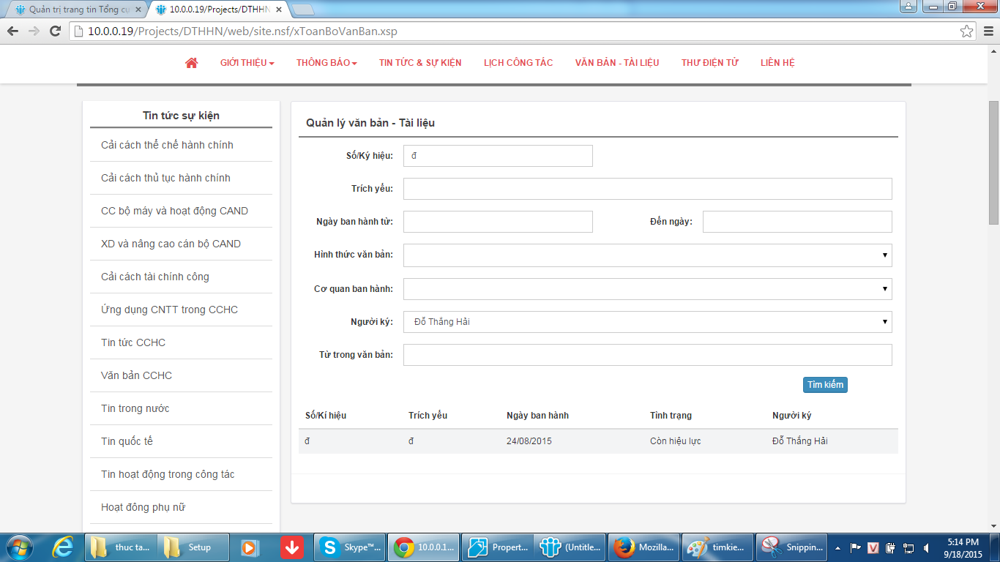 Quản trị trang tin Tổng cụ
10.0.0.19/Projects/DTHHN
10.0.0.19/Projects/DTHHN/web/site.nsf/xToanBoVanBan.xsp
GIỚI THIỆU THÔNG BÁO TIN TỨC & SỰ KIỆN LỊCH CÔNG TÁC VĂN BẢN - TÀI LIỆU THƯ ĐIỆN TỬ LIÊN HỆ
Tin tức sự kiện
Cải cách thể chế hành chính
Cải cách thủ tục hành chính
CC bộ máy và hoạt động CAND
XD và nâng cao cán bộ CAND
Cải cách tài chính công
Ứng dụng CNTT trong CCHC
Tin tức CCHC
Văn bản CCHC
Tin trong nước
Tin quốc tế
Tin hoạt động trong công tác
Hoạt đông phụ nữ
Quản lý văn bản - Tài liệu
Số/Ký hiệu: đ
Trích yếu:
Ngày ban hành từ: Đến ngày:
Hình thức văn bản:
Cơ quan ban hành:
Người ký: Đỗ Thắng Hải
Từ trong văn bản:
Tìm kiếm
Số/Kí hiệu Trích yếu Ngày ban hành Tình trạng Người ký
đ đ 24/08/2015 Còn hiệu lực Đỗ Thắng Hải
thuc ta... Setup Skype™... 10.0.0.1... Propert... (Untitle... Mozilla... timkie... Snippin... V 5:14 PM
9/18/2015